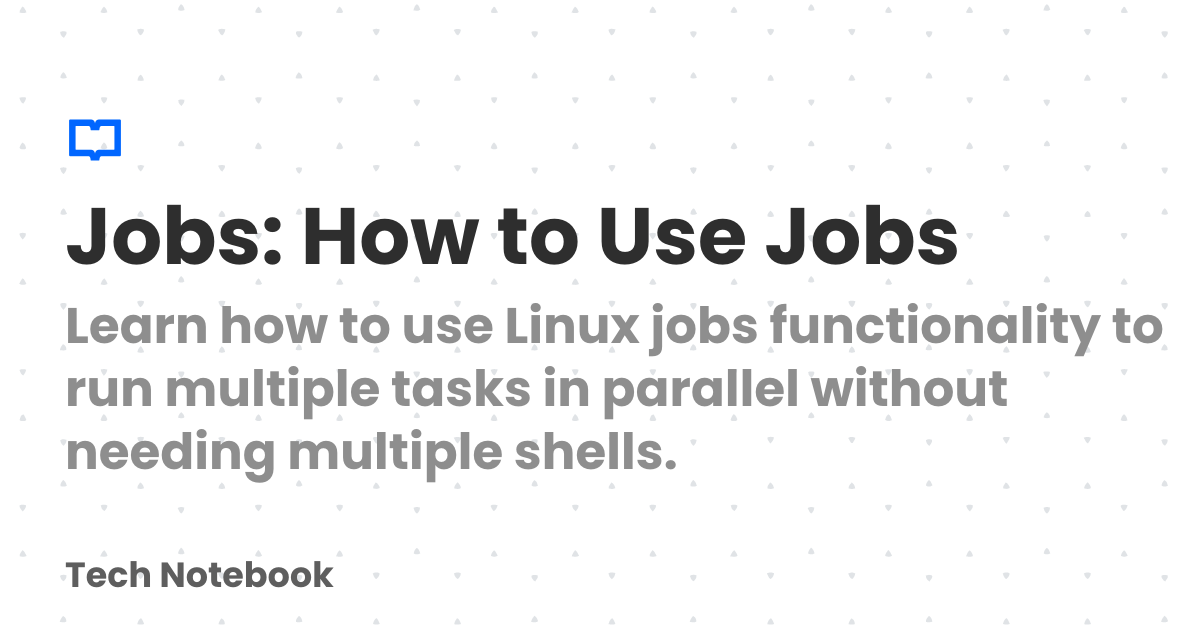 Jobs: How to Use Jobs
Learn how to use Linux jobs functionality to
run multiple tasks in parallel without
needing multiple shells.
Tech Notebook